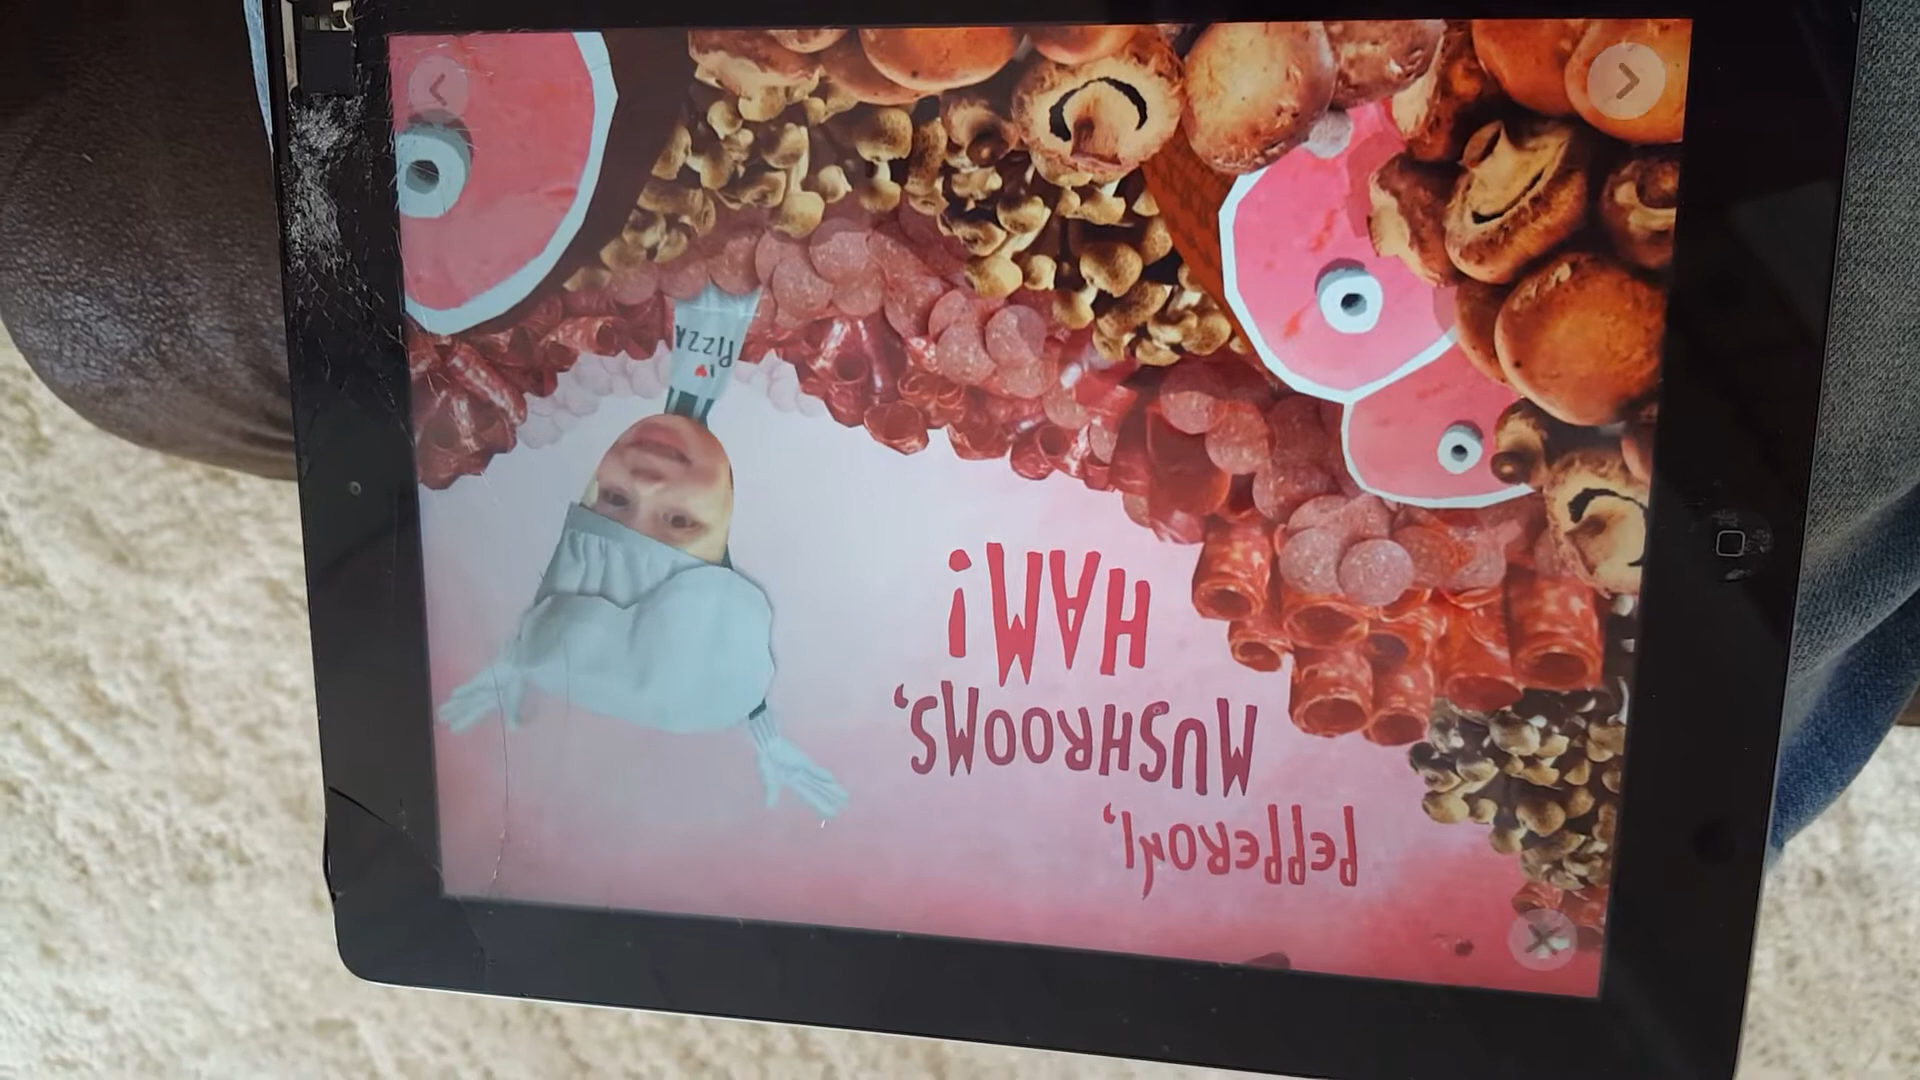 PEPPERONI,
MUSHROOMS,
HAM!
I ♥
PIZZA